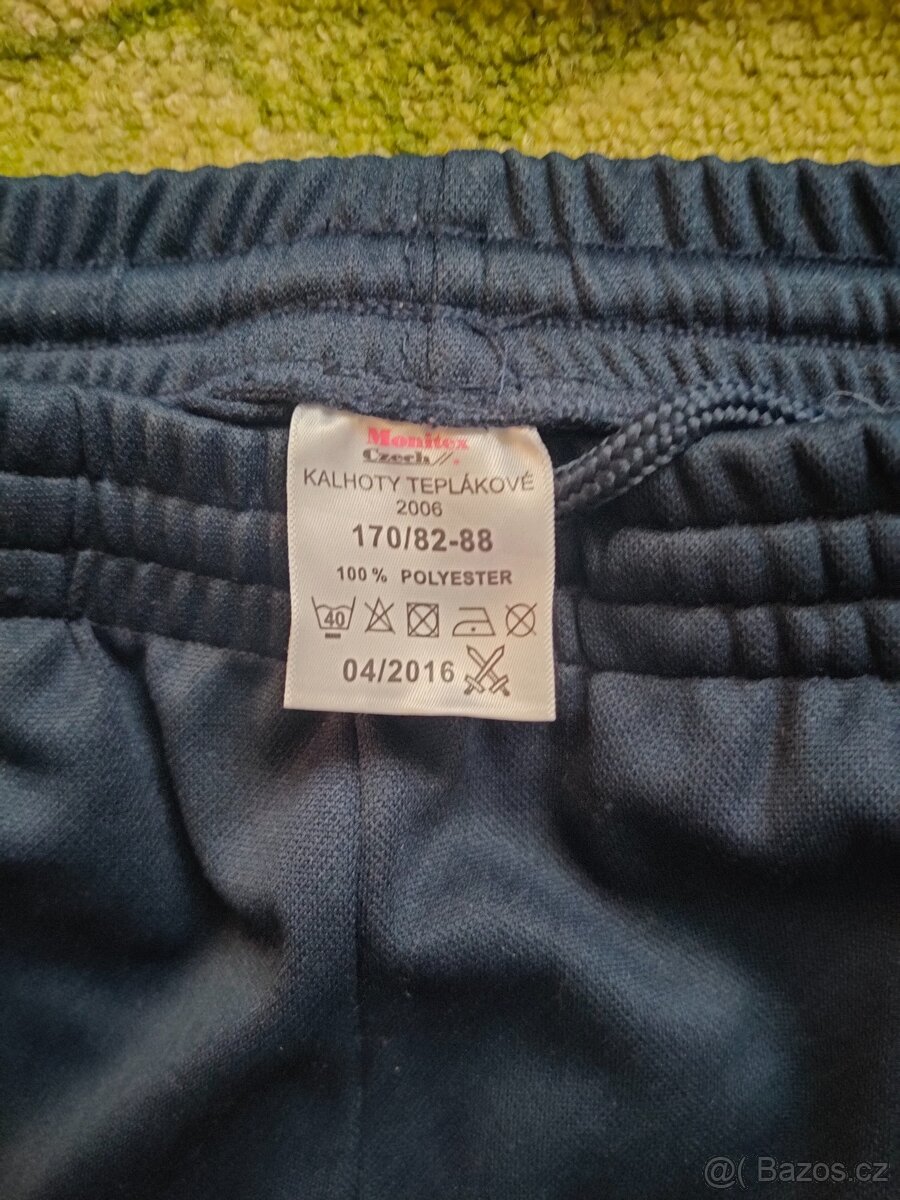 Monitex
Czech //.
KALHOTY TEPLÁKOVÉ
2006
170/82-88
100 % POLYESTER
40
04/2016
@( Bazos.cz